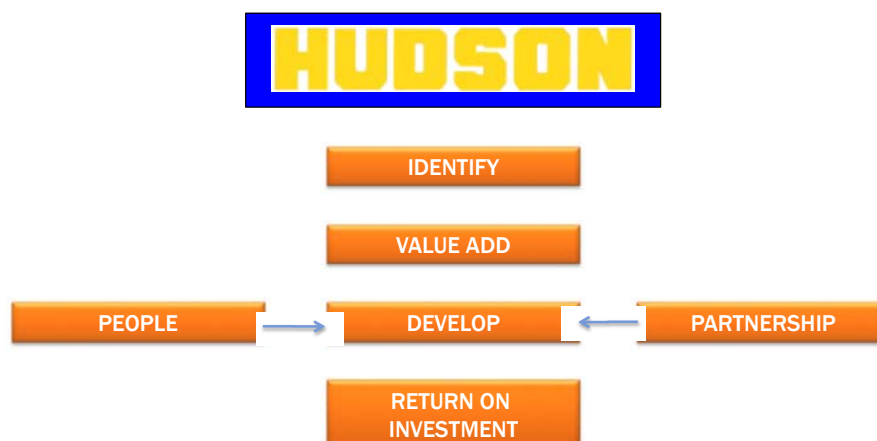 HUDSON
IDENTIFY
VALUE ADD
PEOPLE
DEVELOP
PARTNERSHIP
RETURN ON
INVESTMENT